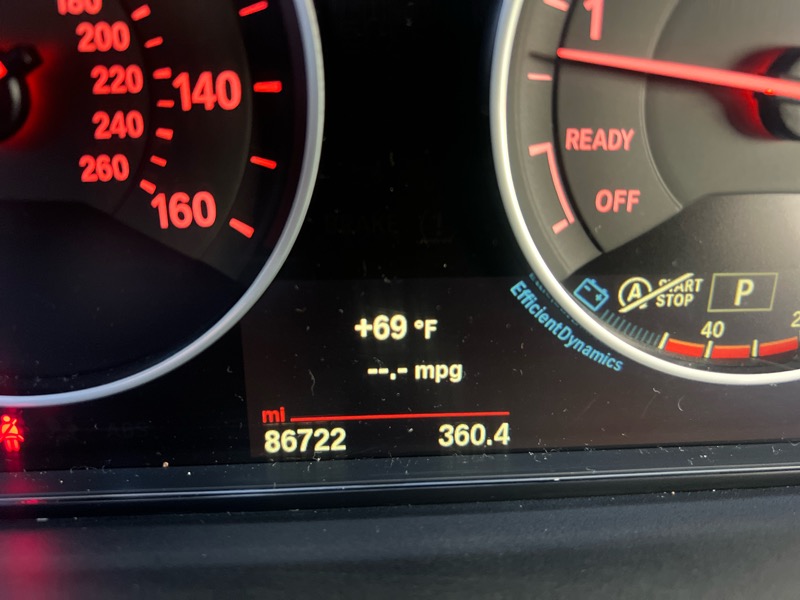 180
200
220
240
260
140
160
1
READY
OFF
+69 °F
--.- mpg
mi
86722
360.4
EfficientDynamics
A
START
STOP
P
40